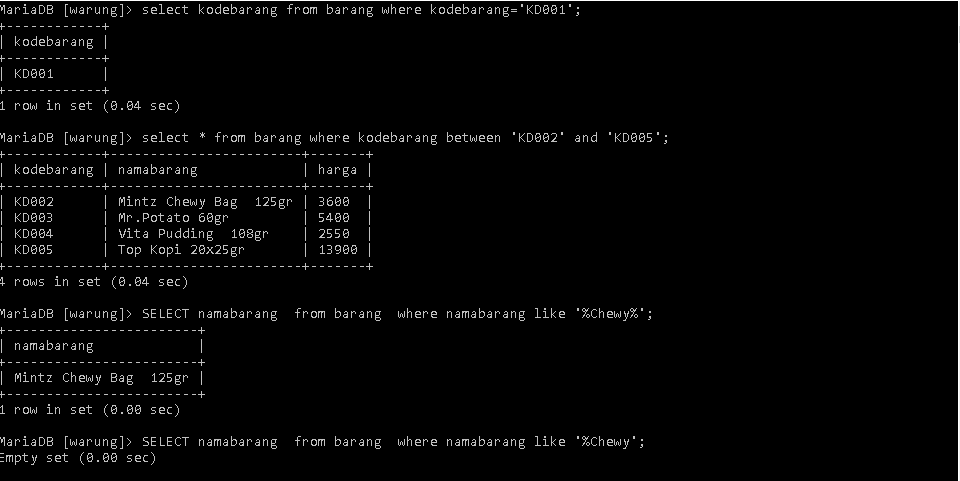 MariaDB [warung]> select kodebarang from barang where kodebarang='KD001';
+------------+
| kodebarang |
+------------+
| KD001      |
+------------+
1 row in set (0.04 sec)
MariaDB [warung]> select * from barang where kodebarang between 'KD002' and 'KD005';
+------------+------------------------+-------+
| kodebarang | namabarang             | harga |
+------------+------------------------+-------+
| KD002      | Mintz Chewy Bag  125gr | 3600  |
| KD003      | Mr.Potato 60gr         | 5400  |
| KD004      | Vita Pudding  108gr    | 2550  |
| KD005      | Top Kopi 20x25gr       | 13900 |
+------------+------------------------+-------+
4 rows in set (0.04 sec)
MariaDB [warung]> SELECT namabarang  from barang  where namabarang like '%Chewy%';
+------------------------+
| namabarang             |
+------------------------+
| Mintz Chewy Bag  125gr |
+------------------------+
1 row in set (0.00 sec)
MariaDB [warung]> SELECT namabarang  from barang  where namabarang like '%Chewy';
Empty set (0.00 sec)